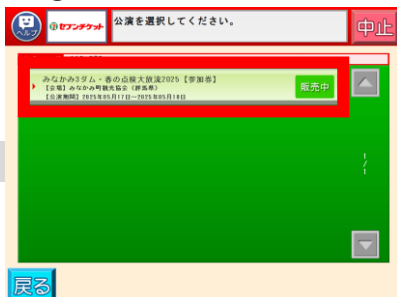 ヘルプ
セブンチケット
公演を選択してください。
中止
みなかみ3ダム・春の点検大放流2025【参加券】
【会場】みなかみ町観光協会(群馬県)
【公演期間】2025年05月17日～2025年05月18日
販売中
1/1
戻る